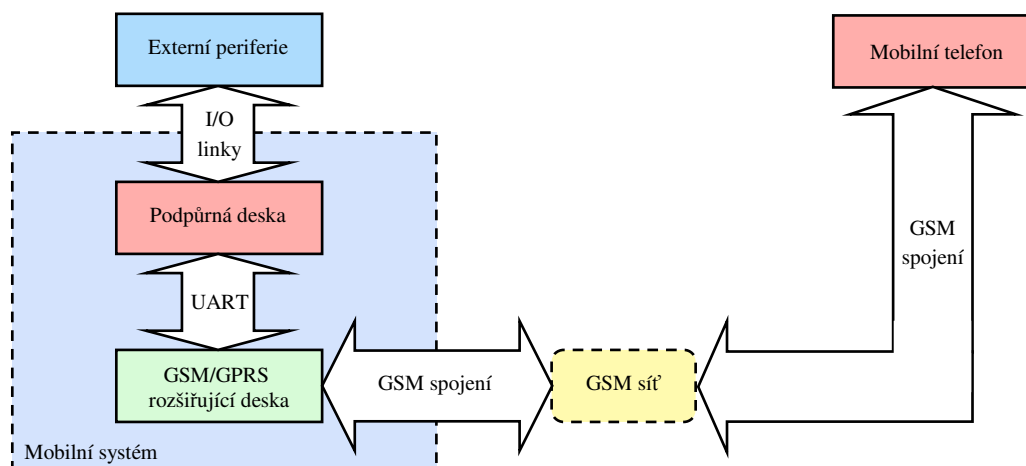 Externí periferie
Mobilní telefon
I/O
linky
Podpůrná deska
GSM
spojení
UART
GSM/GPRS
rozšiřující deska
GSM spojení
GSM síť
Mobilní systém